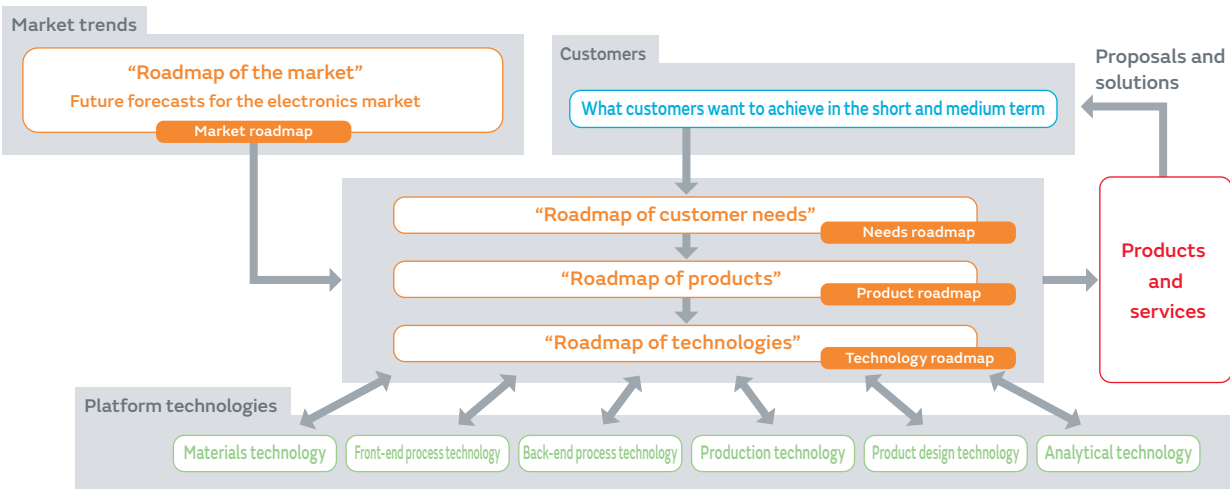 Market trends
“Roadmap of the market”
Future forecasts for the electronics market
Market roadmap
Customers
What customers want to achieve in the short and medium term
Proposals and
solutions
“Roadmap of customer needs”
Needs roadmap
“Roadmap of products”
Product roadmap
“Roadmap of technologies”
Technology roadmap
Products
and
services
Platform technologies
Materials technology
Front-end process technology
Back-end process technology
Production technology
Product design technology
Analytical technology